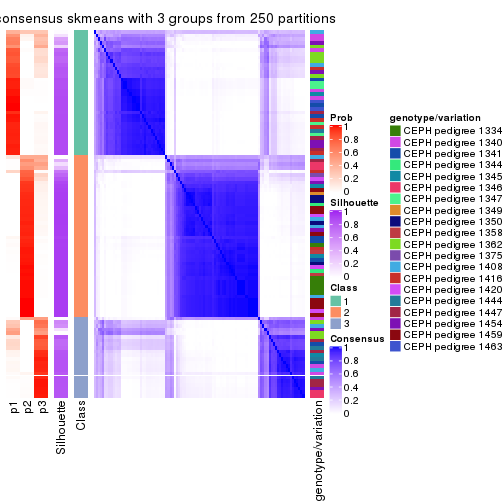 consensus skmeans with 3 groups from 250 partitions
Prob
1
0.8
0.6
0.4
0.2
0
Silhouette
1
0.8
0.6
0.4
0.2
0
Class
1
2
3
Consensus
1
0.8
0.6
0.4
0.2
0
genotype/variation
CEPH pedigree 1334
CEPH pedigree 1340
CEPH pedigree 1341
CEPH pedigree 1344
CEPH pedigree 1345
CEPH pedigree 1346
CEPH pedigree 1347
CEPH pedigree 1349
CEPH pedigree 1350
CEPH pedigree 1358
CEPH pedigree 1362
CEPH pedigree 1375
CEPH pedigree 1408
CEPH pedigree 1416
CEPH pedigree 1420
CEPH pedigree 1444
CEPH pedigree 1447
CEPH pedigree 1454
CEPH pedigree 1459
CEPH pedigree 1463
p1
p2
p3
Silhouette
Class
genotype/variation